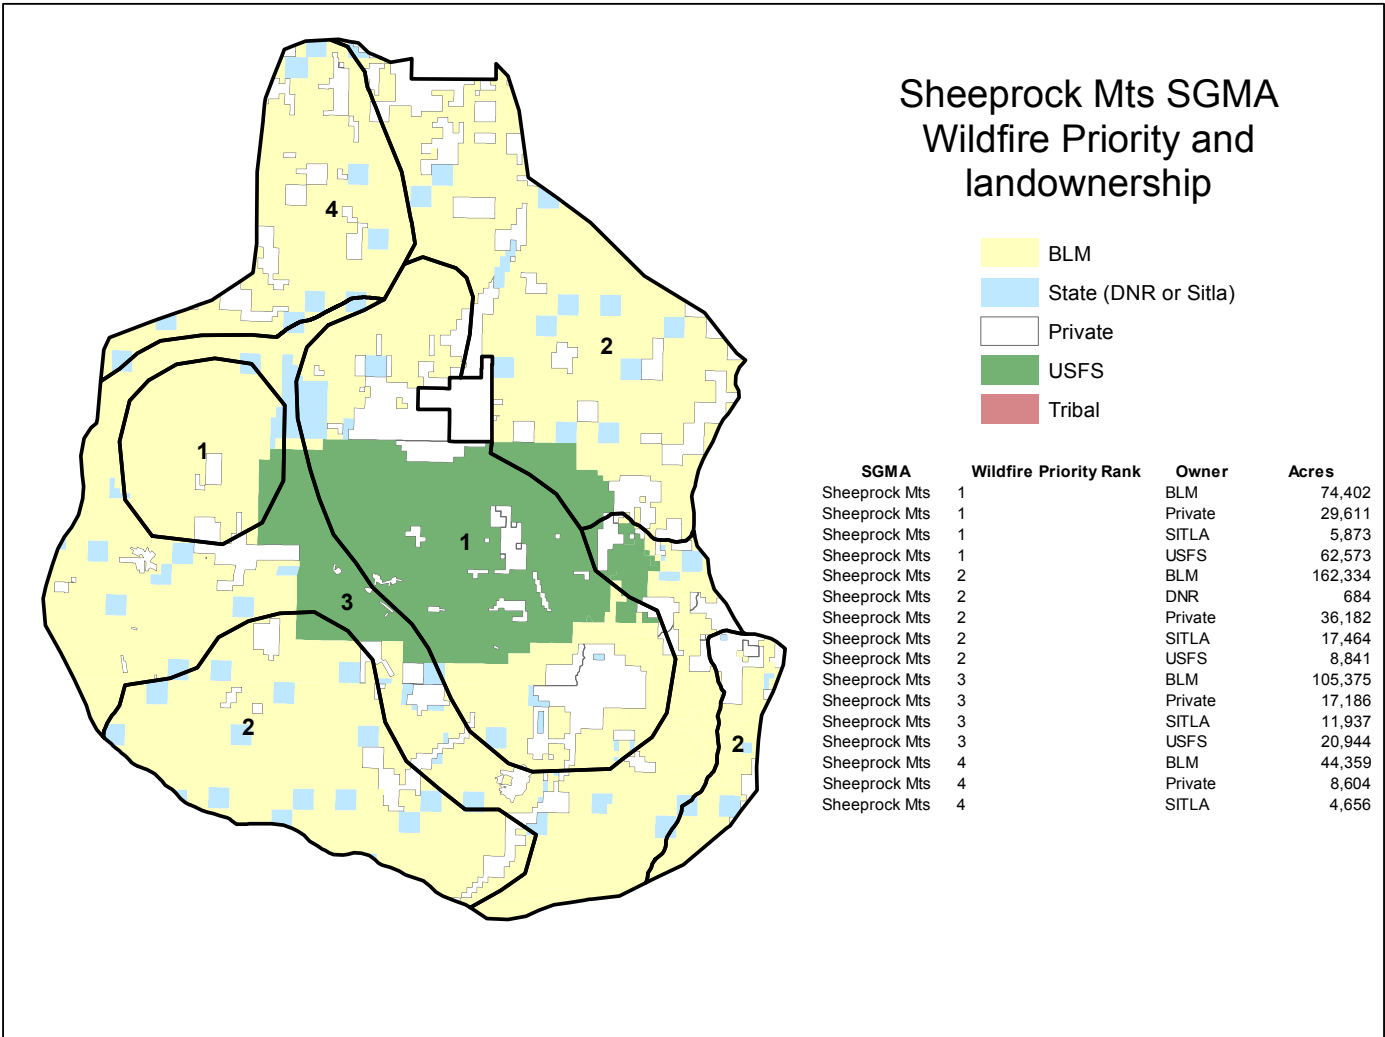 Sheeprock Mts SGMA
Wildfire Priority and
landownership
BLM
State (DNR or Sitla)
Private
USFS
Tribal
SGMA Wildfire Priority Rank Owner Acres
Sheeprock Mts 1 BLM 74,402
Sheeprock Mts 1 Private 29,611
Sheeprock Mts 1 SITLA 5,873
Sheeprock Mts 1 USFS 62,573
Sheeprock Mts 2 BLM 162,334
Sheeprock Mts 2 DNR 684
Sheeprock Mts 2 Private 36,182
Sheeprock Mts 2 SITLA 17,464
Sheeprock Mts 2 USFS 8,841
Sheeprock Mts 3 BLM 105,375
Sheeprock Mts 3 Private 17,186
Sheeprock Mts 3 SITLA 11,937
Sheeprock Mts 3 USFS 20,944
Sheeprock Mts 4 BLM 44,359
Sheeprock Mts 4 Private 8,604
Sheeprock Mts 4 SITLA 4,656
4
2
1
1
3
2
2